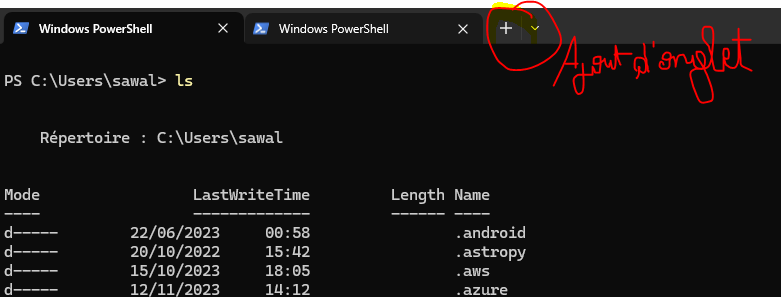 Windows PowerShell Windows PowerShell
Ajout d'onglet
PS C:\Users\sawal> ls
Répertoire : C:\Users\sawal
Mode LastWriteTime Length Name
---- ------------- ------ ----
d----- 22/06/2023 00:58 .android
d----- 20/10/2022 15:42 .astropy
d----- 15/10/2023 18:05 .aws
d----- 12/11/2023 14:12 .azure